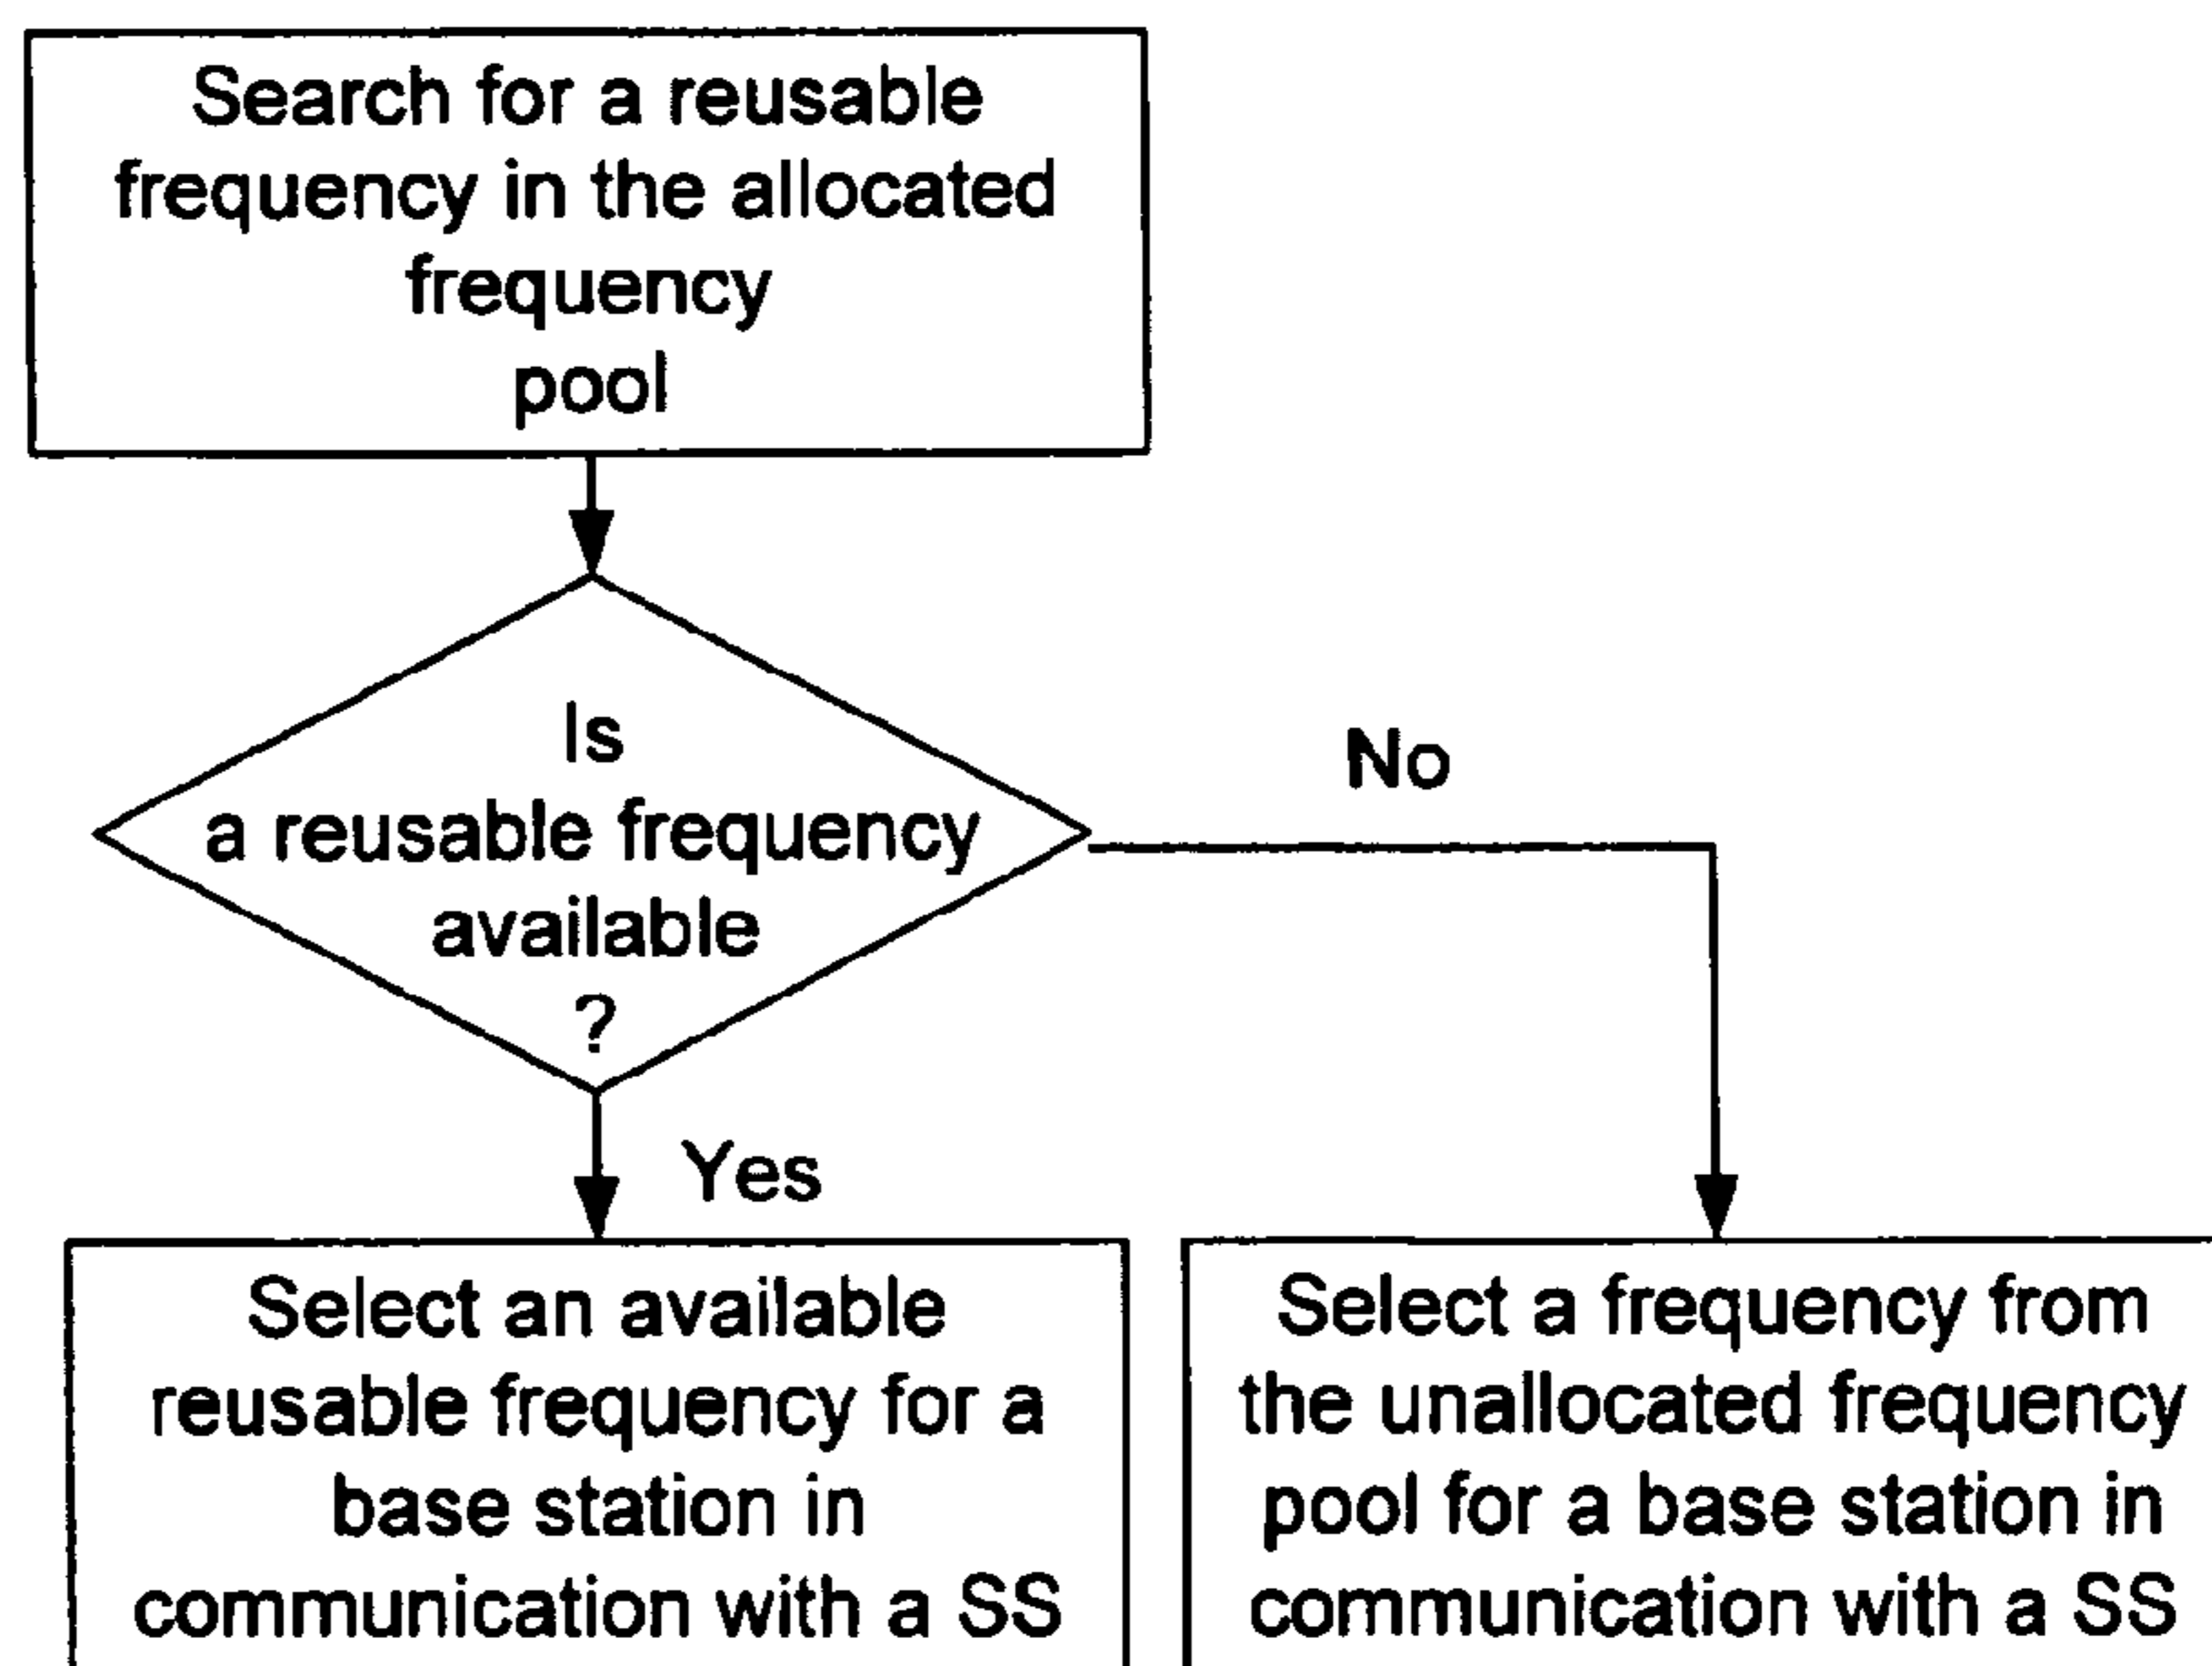 Search for a reusable
frequency in the allocated
frequency
pool
Is
a reusable frequency
available
?
No
Yes
Select an available
reusable frequency for a
base station in
communication with a SS
Select a frequency from
the unallocated frequency
pool for a base station in
communication with a SS